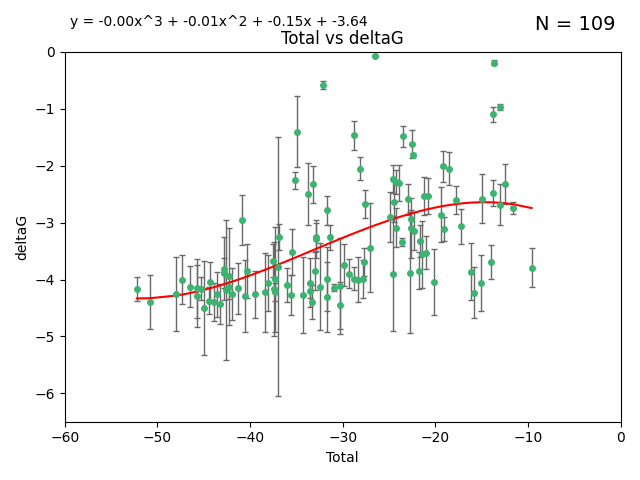 y = -0.00x^3 + -0.01x^2 + -0.15x + -3.64
N = 109
Total vs deltaG
0
−1
−2
−3
−4
−5
−6
deltaG
−60
−50
−40
−30
−20
−10
0
Total